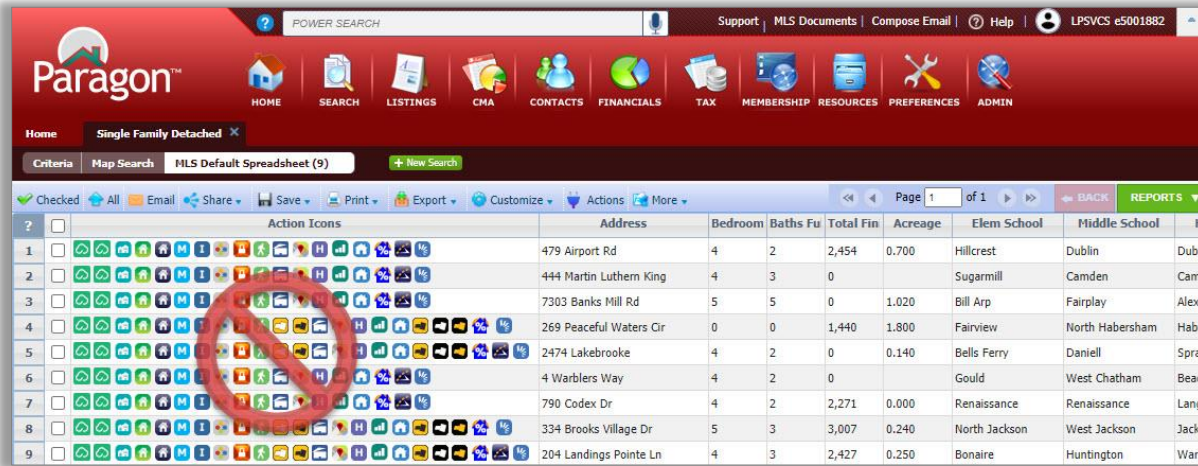 POWER SEARCH
Support | MLS Documents | Compose Email | Help | LPSVCS e5001882
Paragon™
HOME SEARCH LISTINGS CMA CONTACTS FINANCIALS TAX MEMBERSHIP RESOURCES PREFERENCES ADMIN
Home Single Family Detached X
Criteria Map Search MLS Default Spreadsheet (9) + New Search
Checked All Email Share Save Print Export Customize Actions More Page 1 of 1 BACK REPORTS
? Action Icons Address Bedroom Baths Fu Total Fin Acreage Elem School Middle School
1 479 Airport Rd 4 2 2,454 0.700 Hillcrest Dublin Dub
2 444 Martin Luthern King 4 3 0 Sugarmill Camden Cam
3 7303 Banks Mill Rd 5 5 0 1.020 Bill Arp Fairplay Alex
4 269 Peaceful Waters Cir 0 0 1,440 1.800 Fairview North Habersham Hab
5 2474 Lakebrooke 4 2 0 0.140 Bells Ferry Daniell Spra
6 4 Warblers Way 4 2 0 Gould West Chatham Bea
7 790 Codex Dr 4 2 2,271 0.000 Renaissance Renaissance Lang
8 334 Brooks Village Dr 5 3 3,007 0.240 North Jackson West Jackson Jack
9 204 Landings Pointe Ln 4 3 2,427 0.250 Bonaire Huntington War